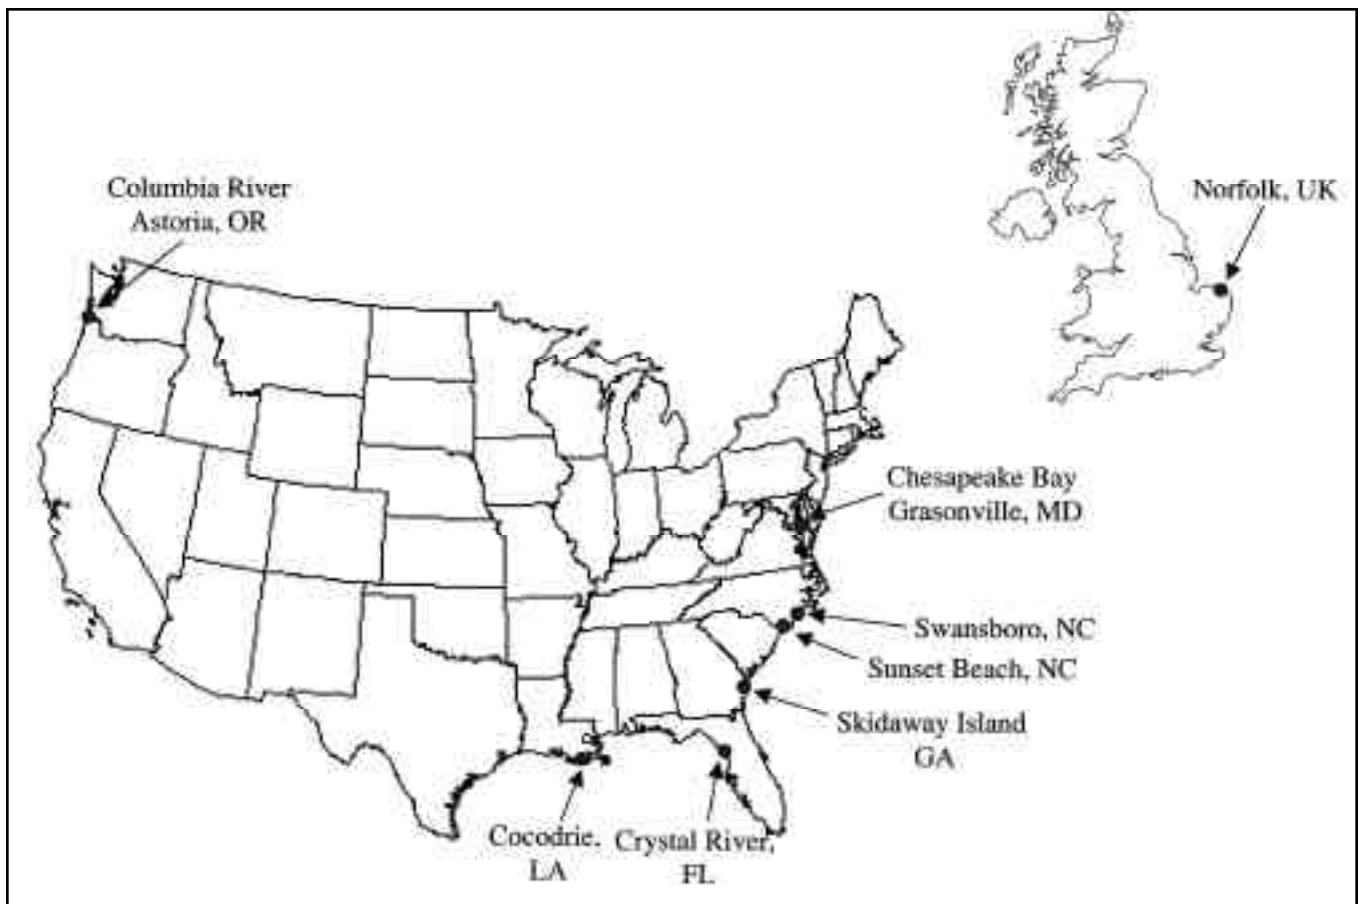 Columbia River
Astoria, OR
Norfolk, UK
Chesapeake Bay
Grasonville, MD
Swansboro, NC
Sunset Beach, NC
Skidaway Island
GA
Cocodrie,
LA
Crystal River,
FL